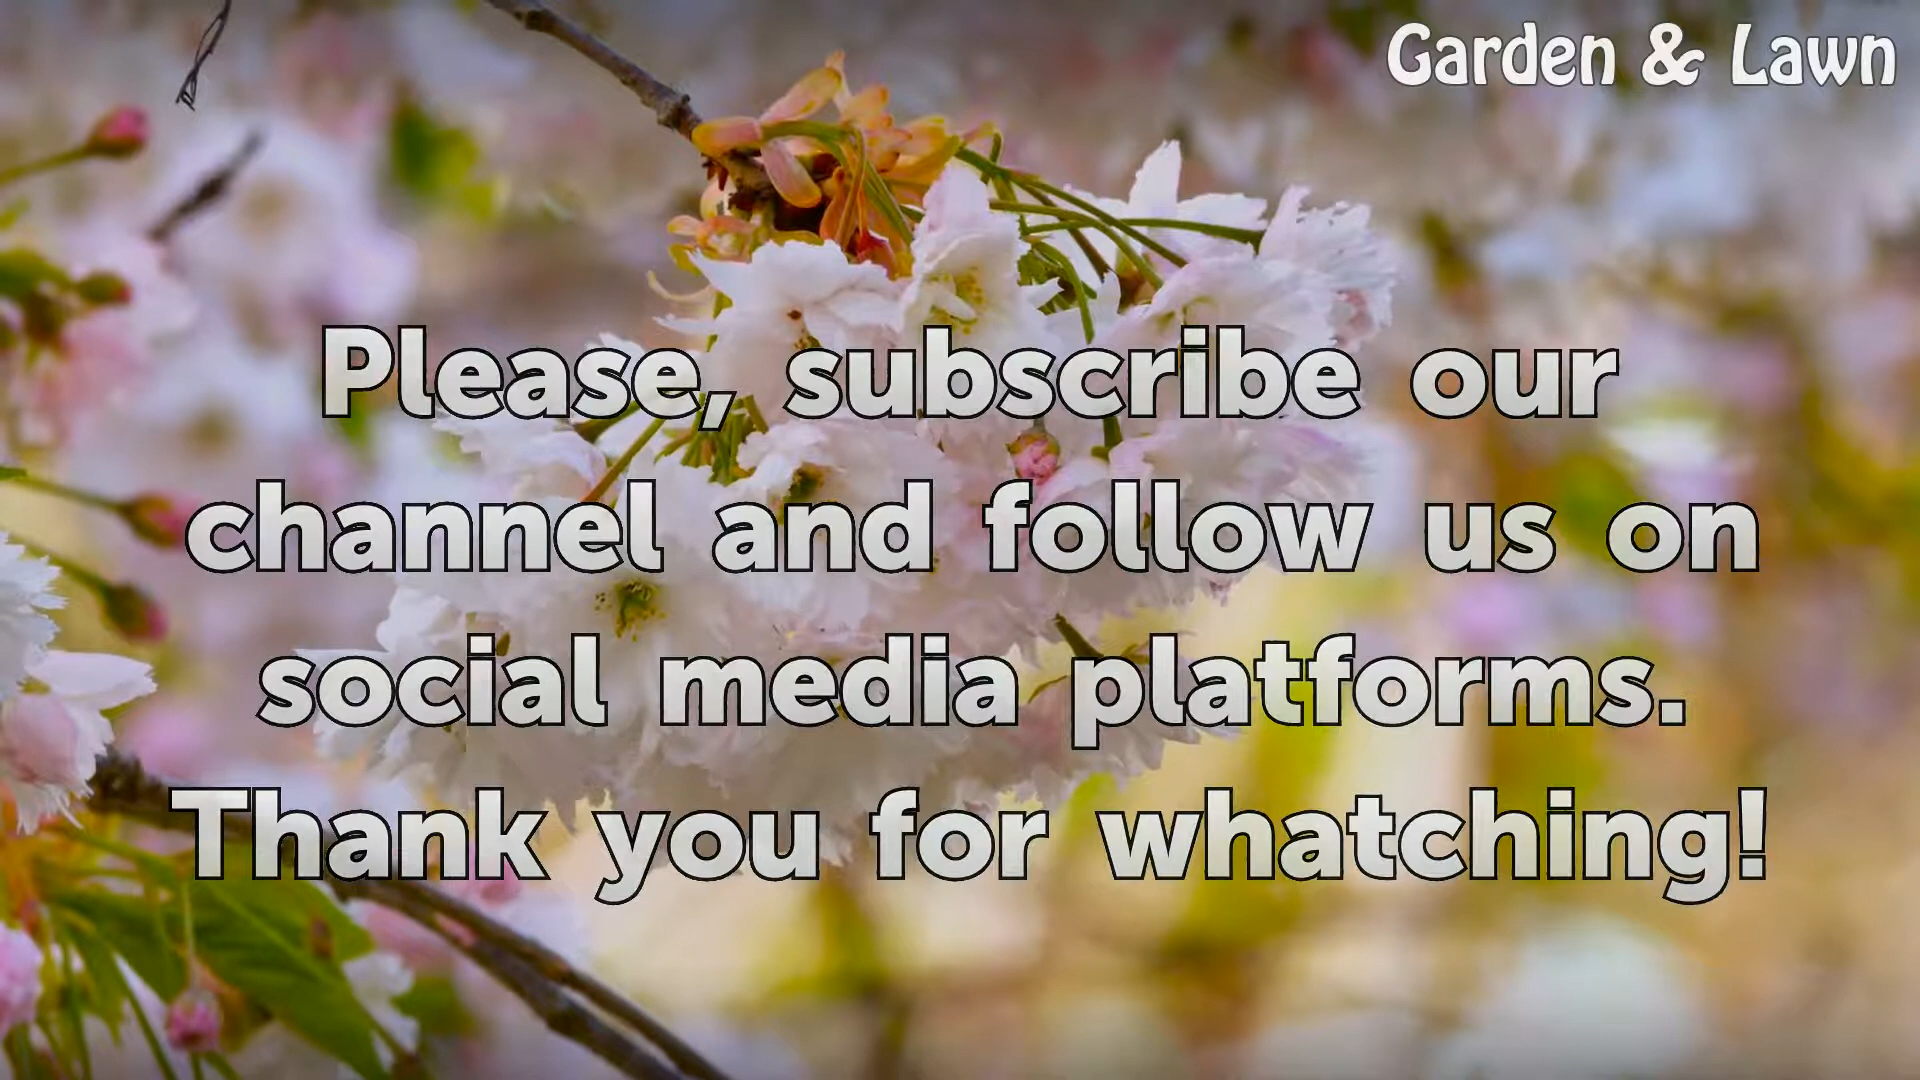 Garden & Lawn
Please, subscribe our
channel and follow us on
social media platforms.
Thank you for whatching!